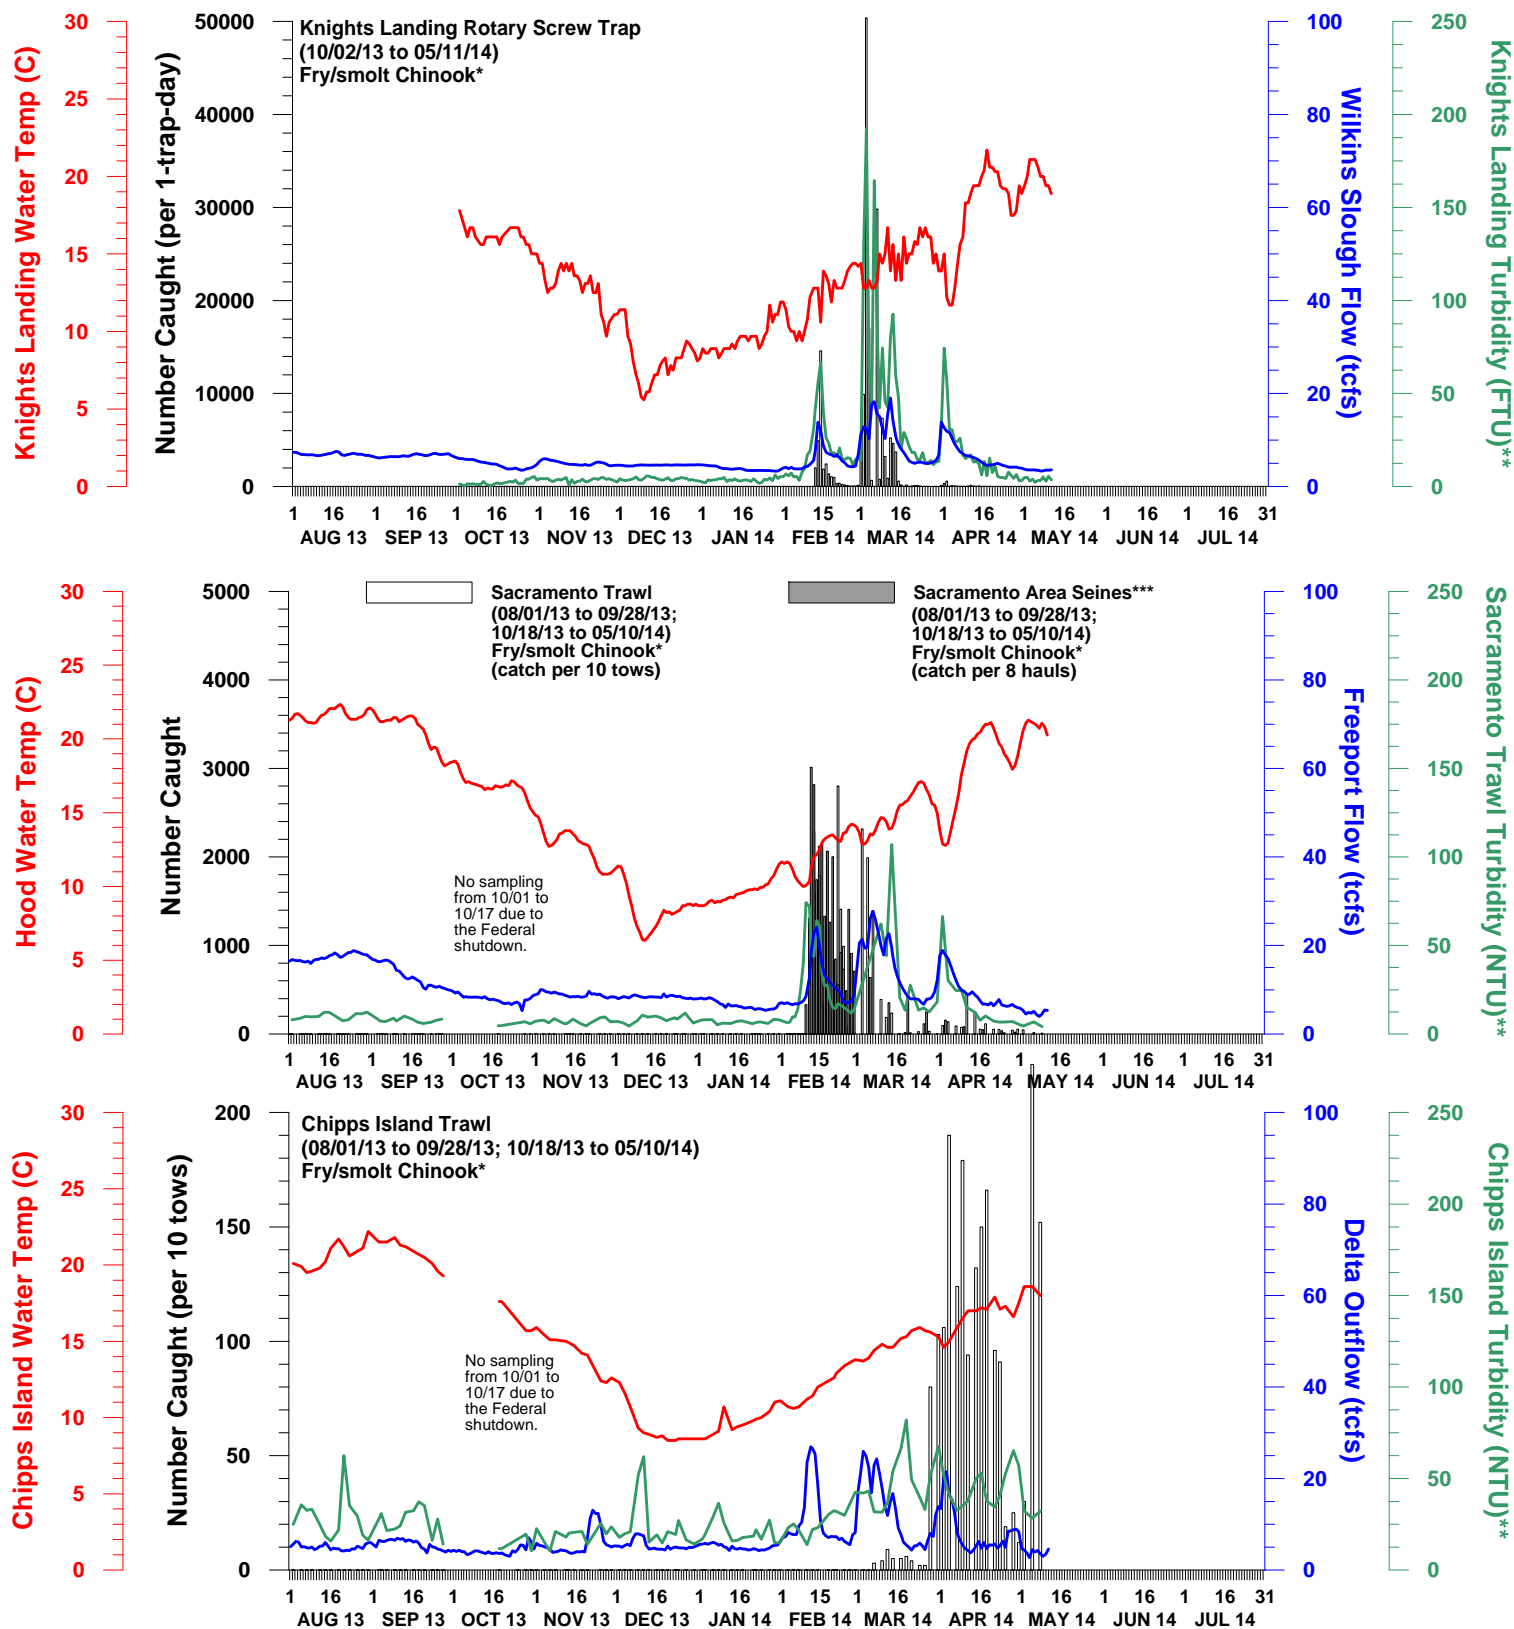 Knights Landing Rotary Screw Trap
(10/02/13 to 05/11/14)
Fry/smolt Chinook*
Knights Landing Water Temp (C)
30
25
20
15
10
5
0
Number Caught (per 1-trap-day)
50000
40000
30000
20000
10000
0
Wilkins Slough Flow (tcfs)
100
80
60
40
20
0
Knights Landing Turbidity (FTU)**
250
200
150
100
50
0
1 16 1 16 1 16 1 16 1 16 1 16 1 15 1 16 1 16 1 16 1 16 1 16 31
AUG 13 SEP 13 OCT 13 NOV 13 DEC 13 JAN 14 FEB 14 MAR 14 APR 14 MAY 14 JUN 14 JUL 14
Sacramento Trawl
(08/01/13 to 09/28/13;
10/18/13 to 05/10/14)
Fry/smolt Chinook*
(catch per 10 tows)
Sacramento Area Seines***
(08/01/13 to 09/28/13;
10/18/13 to 05/10/14)
Fry/smolt Chinook*
(catch per 8 hauls)
Hood Water Temp (C)
30
25
20
15
10
5
0
Number Caught
5000
4000
3000
2000
1000
0
No sampling
from 10/01 to
10/17 due to
the Federal
shutdown.
Freeport Flow (tcfs)
100
80
60
40
20
0
Sacramento Trawl Turbidity (NTU)**
250
200
150
100
50
0
1 16 1 16 1 16 1 16 1 16 1 16 1 15 1 16 1 16 1 16 1 16 1 16 31
AUG 13 SEP 13 OCT 13 NOV 13 DEC 13 JAN 14 FEB 14 MAR 14 APR 14 MAY 14 JUN 14 JUL 14
Chipps Island Trawl
(08/01/13 to 09/28/13; 10/18/13 to 05/10/14)
Fry/smolt Chinook*
Chipps Island Water Temp (C)
30
25
20
15
10
5
0
Number Caught (per 10 tows)
200
150
100
50
0
No sampling
from 10/01 to
10/17 due to
the Federal
shutdown.
Delta Outflow (tcfs)
100
80
60
40
20
0
Chipps Island Turbidity (NTU)**
250
200
150
100
50
0
1 16 1 16 1 16 1 16 1 16 1 16 1 15 1 16 1 16 1 16 1 16 1 16 31
AUG 13 SEP 13 OCT 13 NOV 13 DEC 13 JAN 14 FEB 14 MAR 14 APR 14 MAY 14 JUN 14 JUL 14